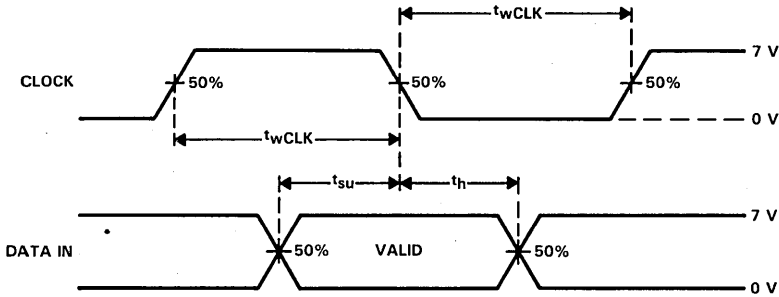 twCLK
7 V
CLOCK
50%
50%
50%
twCLK
0 V
tsu
th
7 V
DATA IN
50%
VALID
50%
0 V